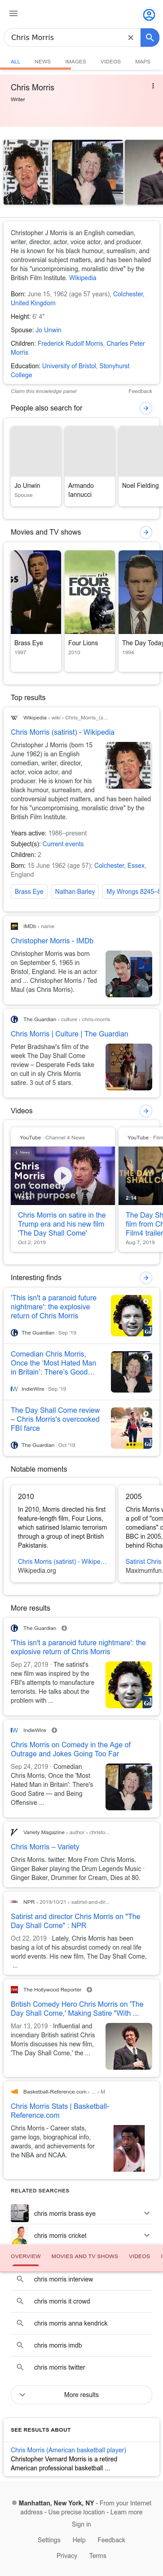 Chris Morris
ALL NEWS IMAGES VIDEOS MAPS
Chris Morris
Writer
Christopher J Morris is an English comedian,
writer, director, actor, voice actor, and producer.
He is known for his black humour, surrealism, and
controversial subject matters, and has been hailed
for his "uncompromising, moralistic drive" by the
British Film Institute. Wikipedia
Born: June 15, 1962 (age 57 years), Colchester,
United Kingdom
Height: 6′ 4″
Spouse: Jo Unwin
Children: Frederick Rudolf Morris, Charles Peter
Morris
Education: University of Bristol, Stonyhurst
College
Claim this knowledge panel Feedback
People also search for
Jo Unwin
Spouse
Armando
Iannucci
Noel Fielding
Movies and TV shows
Brass Eye
1997
FOUR
LIONS
Four Lions
2010
The Day Today
1994
Top results
Wikipedia › wiki › Chris_Morris_(s...
Chris Morris (satirist) - Wikipedia
Christopher J Morris (born 15
June 1962) is an English
comedian, writer, director,
actor, voice actor, and
producer. He is known for his
black humour, surrealism, and
controversial subject matters, and has been hailed
for his "uncompromising, moralistic drive" by the
British Film Institute.
Years active: 1986–present
Subject(s): Current events
Children: 2
Born: 15 June 1962 (age 57); Colchester, Essex,
England
Brass Eye Nathan Barley My Wrongs 8245–8
IMDb › name
Christopher Morris - IMDb
Christopher Morris was born
on September 5, 1965 in
Bristol, England. He is an actor
and ... Christopher Morris / Ted
Maul (as Chris Morris).
The Guardian › culture › chris-morris
Chris Morris | Culture | The Guardian
Peter Bradshaw's film of the
week The Day Shall Come
review – Desperate Feds take
on cult in sly Chris Morris
satire. 3 out of 5 stars.
Videos
YouTube · Channel 4 News
News
Chris
Morris
on comedy
with purpose
Chris Morris on satire in the
Trump era and his new film
'The Day Shall Come'
Oct 2, 2019
YouTube · Film
THE DAY
SHALL C
2:14
The Day Sh
film from Ch
Film4 trailer
Aug 7, 2019
Interesting finds
'This isn't a paranoid future
nightmare': the explosive
return of Chris Morris
The Guardian · Sep '19
Comedian Chris Morris,
Once the 'Most Hated Man
in Britain': There's Good…
IndieWire · Sep '19
The Day Shall Come review
– Chris Morris's overcooked
FBI farce
The Guardian · Oct '19
Notable moments
2010
In 2010, Morris directed his first
feature-length film, Four Lions,
which satirised Islamic terrorism
through a group of inept British
Pakistanis.
Chris Morris (satirist) - Wikipe...
Wikipedia.org
2005
Chris Morris w
a poll of "com
comedians" o
BBC in 2005,
behind Richa
Satirist Chris
Maximumfun.
More results
The Guardian
'This isn't a paranoid future nightmare': the
explosive return of Chris Morris
Sep 27, 2019 · The satirist's
new film was inspired by the
FBI's attempts to manufacture
terrorists. He talks about the
problem with ...
IndieWire
Chris Morris on Comedy in the Age of
Outrage and Jokes Going Too Far
Sep 24, 2019 · Comedian
Chris Morris, Once the 'Most
Hated Man in Britain': There's
Good Satire — and Being
Offensive ...
Variety Magazine › author › christo...
Chris Morris – Variety
Chris Morris. twitter. More From Chris Morris.
Ginger Baker playing the Drum Legends Music
Ginger Baker, Drummer for Cream, Dies at 80.
NPR › 2019/10/21 › satirist-and-dir...
Satirist and director Chris Morris on "The
Day Shall Come" : NPR
Oct 22, 2019 · Lately, Chris Morris has been
basing a lot of his absurdist comedy on real life
world events. His new film, The Day Shall Come,
...
The Hollywood Reporter
British Comedy Hero Chris Morris on 'The
Day Shall Come,' Making Satire "With ...
Mar 13, 2019 · Influential and
incendiary British satirist Chris
Morris discusses his new film,
'The Day Shall Come,' the ...
Basketball-Reference.com › ... › M
Chris Morris Stats | Basketball-
Reference.com
Chris Morris - Career stats,
game logs, biographical info,
awards, and achievements for
the NBA and NCAA.
RELATED SEARCHES
chris morris brass eye
chris morris cricket
OVERVIEW MOVIES AND TV SHOWS VIDEOS
chris morris interview
chris morris it crowd
chris morris anna kendrick
chris morris imdb
chris morris twitter
More results
SEE RESULTS ABOUT
Chris Morris (American basketball player)
Christopher Vernard Morris is a retired
American professional basketball ...
Manhattan, New York, NY - From your Internet
address - Use precise location - Learn more
Sign in
Settings Help Feedback
Privacy Terms